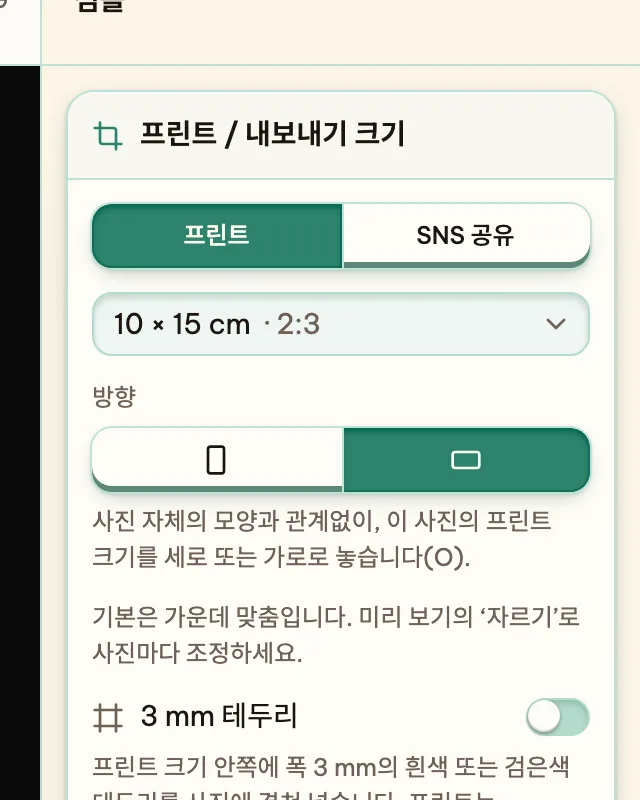 프린트 / 내보내기 크기
프린트
SNS 공유
10 × 15 cm · 2:3
방향
사진 자체의 모양과 관계없이, 이 사진의 프린트
크기를 세로 또는 가로로 놓습니다(O).
기본은 가운데 맞춤입니다. 미리 보기의 ‘자르기’로
사진마다 조정하세요.
3 mm 테두리
프린트 크기 안쪽에 폭 3 mm의 흰색 또는 검은색